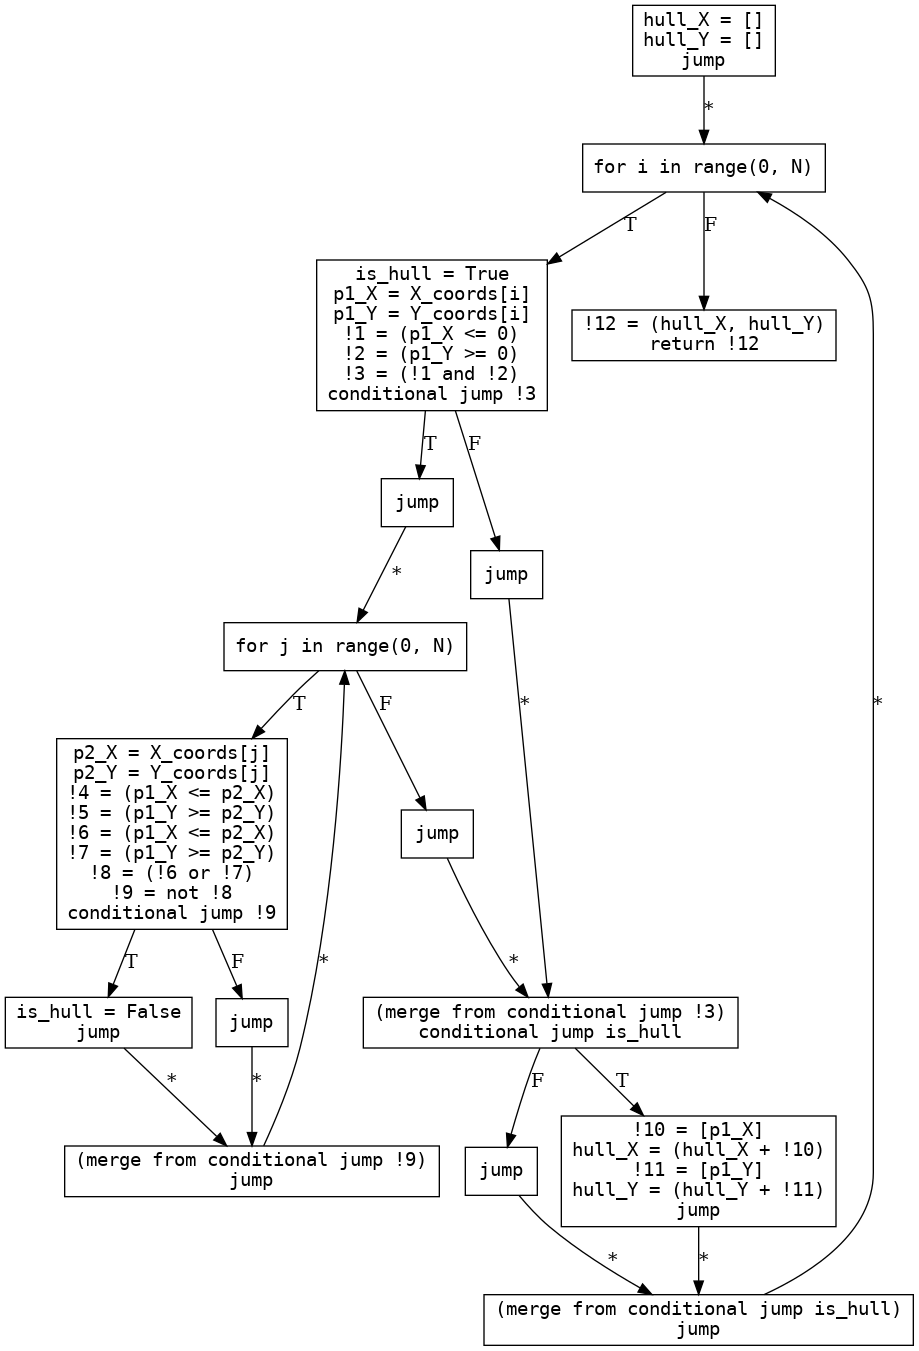 hull_X = []
hull_Y = []
jump
*
for i in range(0, N)
T
F
is_hull = True
p1_X = X_coords[i]
p1_Y = Y_coords[i]
!1 = (p1_X <= 0)
!2 = (p1_Y >= 0)
!3 = (!1 and !2)
conditional jump !3
!12 = (hull_X, hull_Y)
return !12
T
F
jump
jump
*
for j in range(0, N)
T
F
*
*
p2_X = X_coords[j]
p2_Y = Y_coords[j]
!4 = (p1_X <= p2_X)
!5 = (p1_Y >= p2_Y)
!6 = (p1_X <= p2_X)
!7 = (p1_Y >= p2_Y)
!8 = (!6 or !7)
!9 = not !8
conditional jump !9
jump
T
F
*
*
is_hull = False
jump
jump
(merge from conditional jump !3)
conditional jump is_hull
*
*
F
T
(merge from conditional jump !9)
jump
jump
!10 = [p1_X]
hull_X = (hull_X + !10)
!11 = [p1_Y]
hull_Y = (hull_Y + !11)
jump
*
*
(merge from conditional jump is_hull)
jump